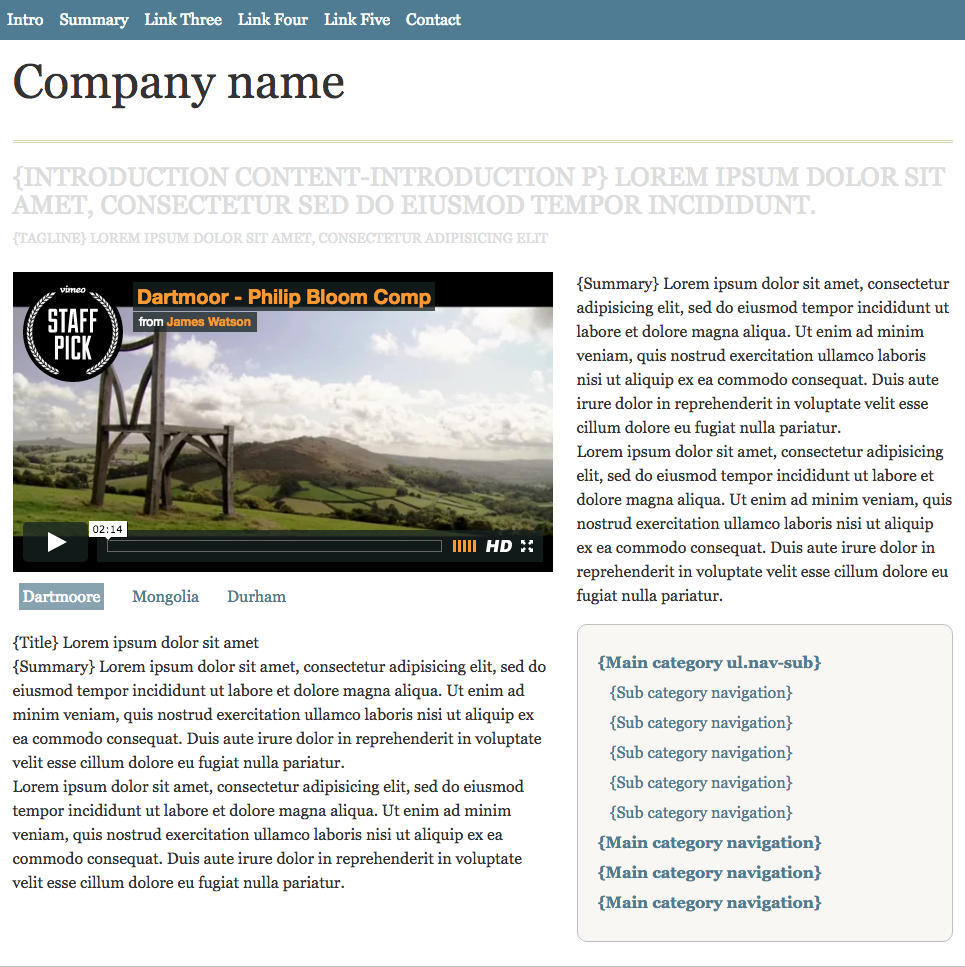 Intro Summary Link Three Link Four Link Five Contact
Company name
{INTRODUCTION CONTENT-INTRODUCTION P} LOREM IPSUM DOLOR SIT
AMET, CONSECTETUR SED DO EIUSMOD TEMPOR INCIDIDUNT.
{TAGLINE} LOREM IPSUM DOLOR SIT AMET, CONSECTETUR ADIPISICING ELIT
vimeo
STAFF
PICK
Dartmoor - Philip Bloom Comp
from James Watson
02:14
HD
Dartmoore Mongolia Durham
{Title} Lorem ipsum dolor sit amet
{Summary} Lorem ipsum dolor sit amet, consectetur adipisicing elit, sed do
eiusmod tempor incididunt ut labore et dolore magna aliqua. Ut enim ad
minim veniam, quis nostrud exercitation ullamco laboris nisi ut aliquip ex
ea commodo consequat. Duis aute irure dolor in reprehenderit in voluptate
velit esse cillum dolore eu fugiat nulla pariatur.
Lorem ipsum dolor sit amet, consectetur adipisicing elit, sed do eiusmod
tempor incididunt ut labore et dolore magna aliqua. Ut enim ad minim
veniam, quis nostrud exercitation ullamco laboris nisi ut aliquip ex ea
commodo consequat. Duis aute irure dolor in reprehenderit in voluptate
velit esse cillum dolore eu fugiat nulla pariatur.
{Summary} Lorem ipsum dolor sit amet, consectetur
adipisicing elit, sed do eiusmod tempor incididunt ut
labore et dolore magna aliqua. Ut enim ad minim
veniam, quis nostrud exercitation ullamco laboris
nisi ut aliquip ex ea commodo consequat. Duis aute
irure dolor in reprehenderit in voluptate velit esse
cillum dolore eu fugiat nulla pariatur.
Lorem ipsum dolor sit amet, consectetur adipisicing
elit, sed do eiusmod tempor incididunt ut labore et
dolore magna aliqua. Ut enim ad minim veniam, quis
nostrud exercitation ullamco laboris nisi ut aliquip
ex ea commodo consequat. Duis aute irure dolor in
reprehenderit in voluptate velit esse cillum dolore eu
fugiat nulla pariatur.
{Main category ul.nav-sub}
{Sub category navigation}
{Sub category navigation}
{Sub category navigation}
{Sub category navigation}
{Sub category navigation}
{Main category navigation}
{Main category navigation}
{Main category navigation}